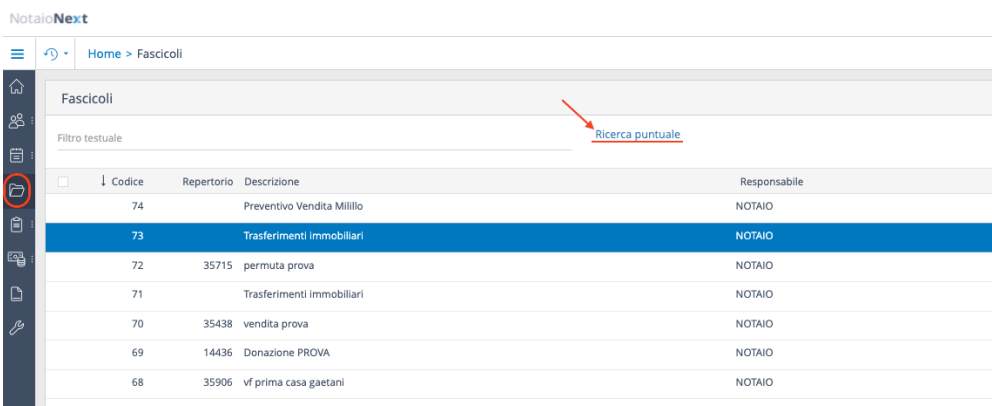 NotaioNext
Home > Fascicoli
Fascicoli
Filtro testuale
Ricerca puntuale
↓ Codice Repertorio Descrizione Responsabile
74 Preventivo Vendita Milillo NOTAIO
73 Trasferimenti immobiliari NOTAIO
72 35715 permuta prova NOTAIO
71 Trasferimenti immobiliari NOTAIO
70 35438 vendita prova NOTAIO
69 14436 Donazione PROVA NOTAIO
68 35906 vf prima casa gaetani NOTAIO